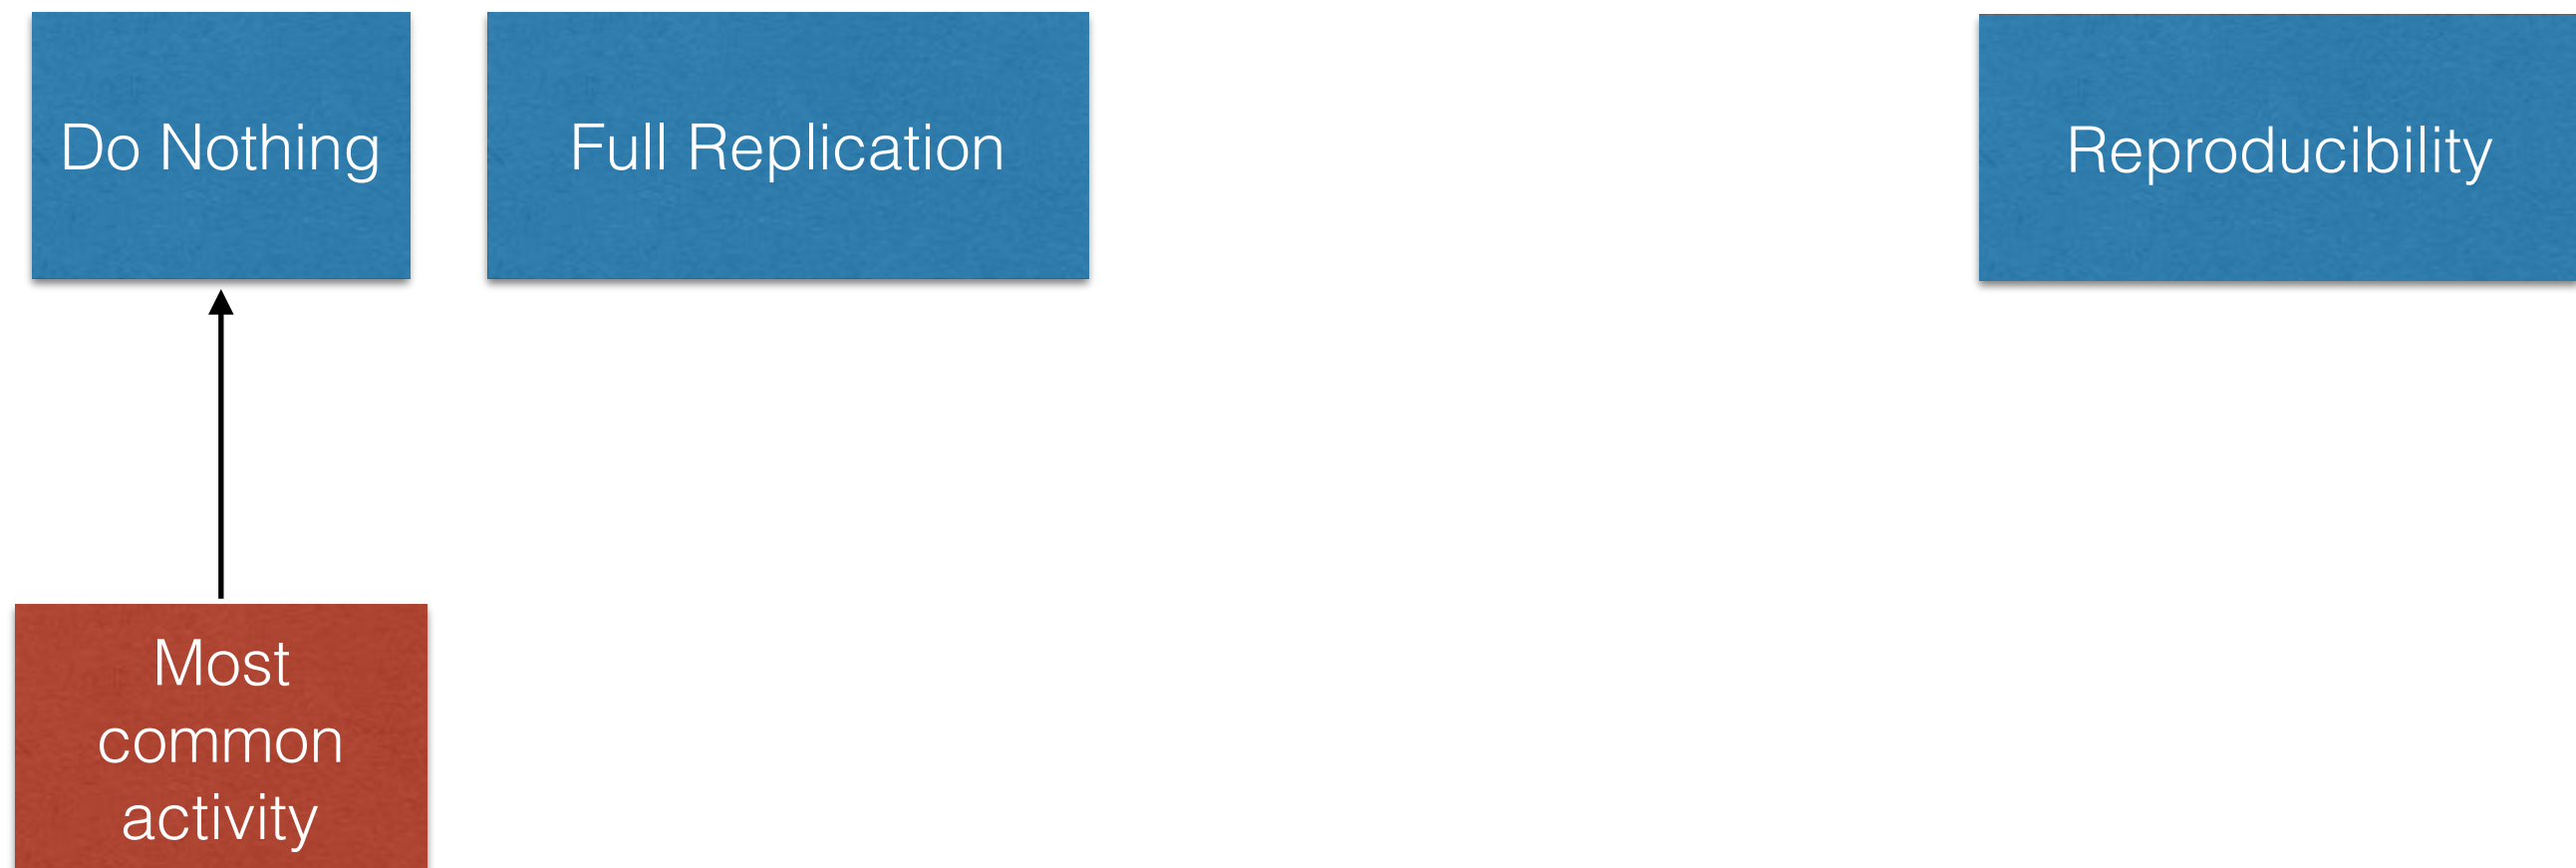 Do Nothing
Full Replication
Reproducibility
Most
common
activity